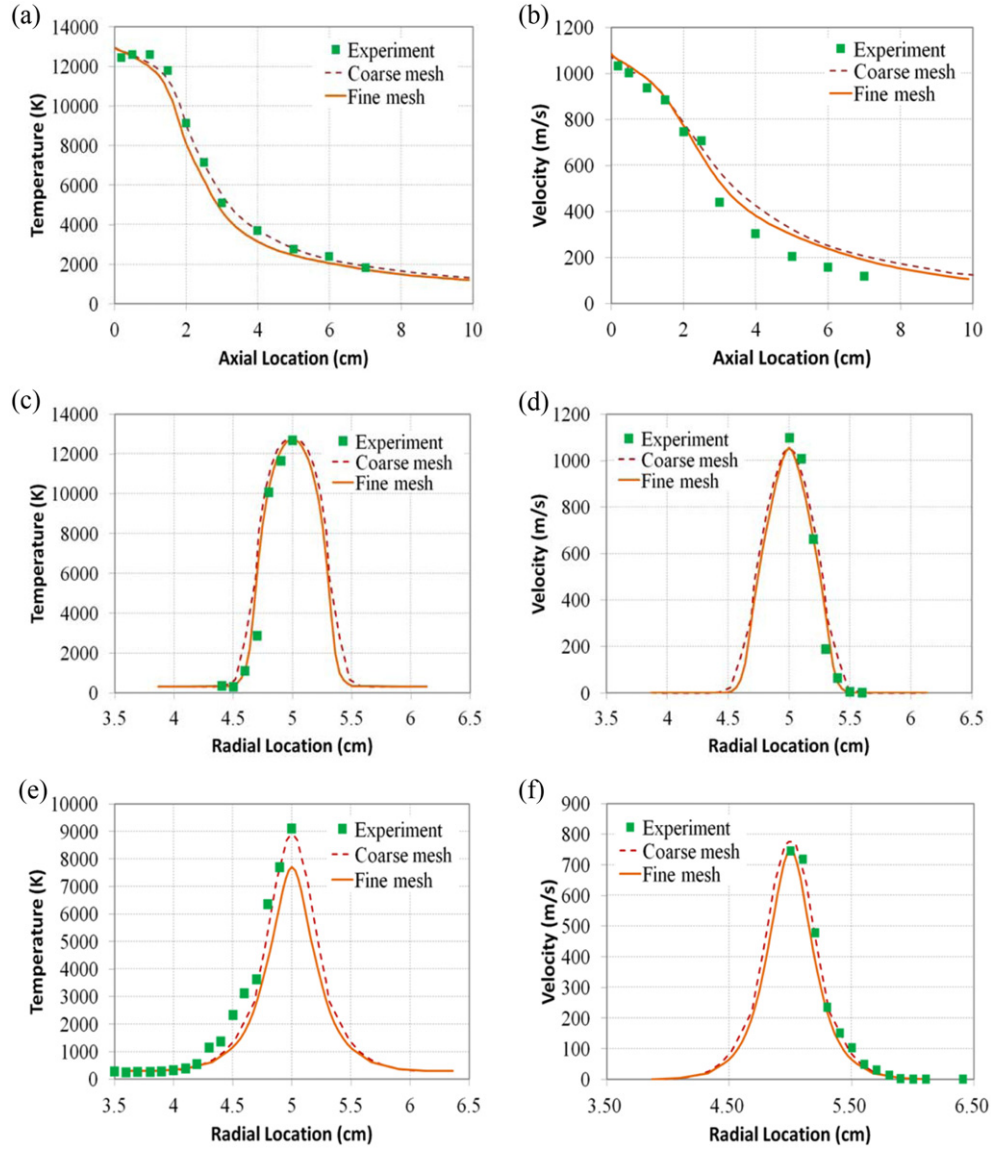 (a)
14000
12000
10000
8000
6000
4000
2000
0
Temperature (K)
Experiment
Coarse mesh
Fine mesh
0 2 4 6 8 10
Axial Location (cm)
(b)
1200
1000
800
600
400
200
0
Velocity (m/s)
Experiment
Coarse mesh
Fine mesh
0 2 4 6 8 10
Axial Location (cm)
(c)
14000
12000
10000
8000
6000
4000
2000
0
Temperature (K)
Experiment
Coarse mesh
Fine mesh
3.5 4 4.5 5 5.5 6 6.5
Radial Location (cm)
(d)
1200
1000
800
600
400
200
0
Velocity (m/s)
Experiment
Coarse mesh
Fine mesh
3.5 4 4.5 5 5.5 6 6.5
Radial Location (cm)
(e)
10000
9000
8000
7000
6000
5000
4000
3000
2000
1000
0
Temperature (K)
Experiment
Coarse mesh
Fine mesh
3.5 4 4.5 5 5.5 6 6.5
Radial Location (cm)
(f)
900
800
700
600
500
400
300
200
100
0
Velocity (m/s)
Experiment
Coarse mesh
Fine mesh
3.50 4.50 5.50 6.50
Radial Location (cm)